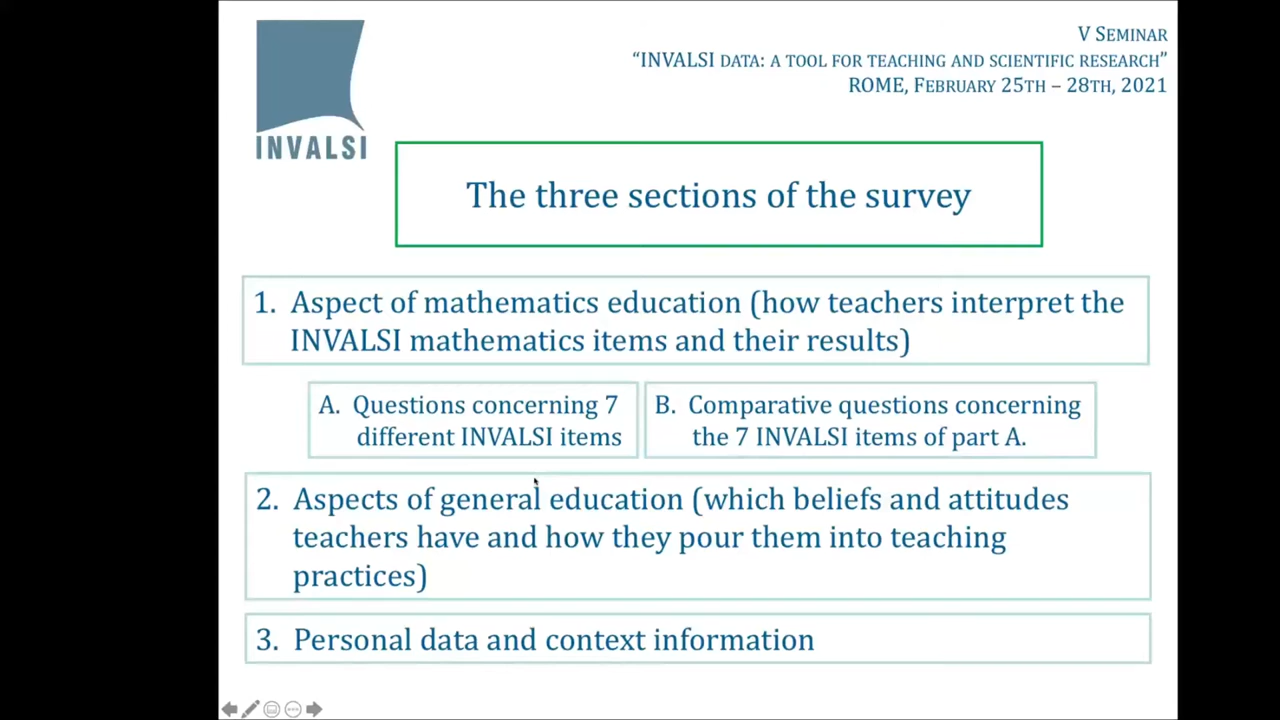 V SEMINAR
“INVALSI DATA: A TOOL FOR TEACHING AND SCIENTIFIC RESEARCH”
ROME, FEBRUARY 25TH – 28TH, 2021
INVALSI
The three sections of the survey
1. Aspect of mathematics education (how teachers interpret the
INVALSI mathematics items and their results)
A. Questions concerning 7
different INVALSI items
B. Comparative questions concerning
the 7 INVALSI items of part A.
2. Aspects of general education (which beliefs and attitudes
teachers have and how they pour them into teaching
practices)
3. Personal data and context information